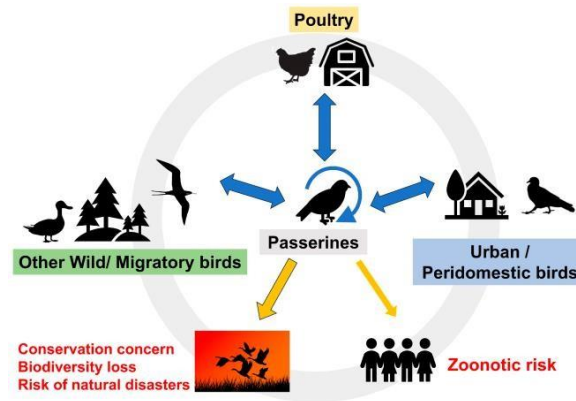 Poultry
Passerines
Other Wild/ Migratory birds
Urban /
Peridomestic birds
Conservation concern
Biodiversity loss
Risk of natural disasters
Zoonotic risk